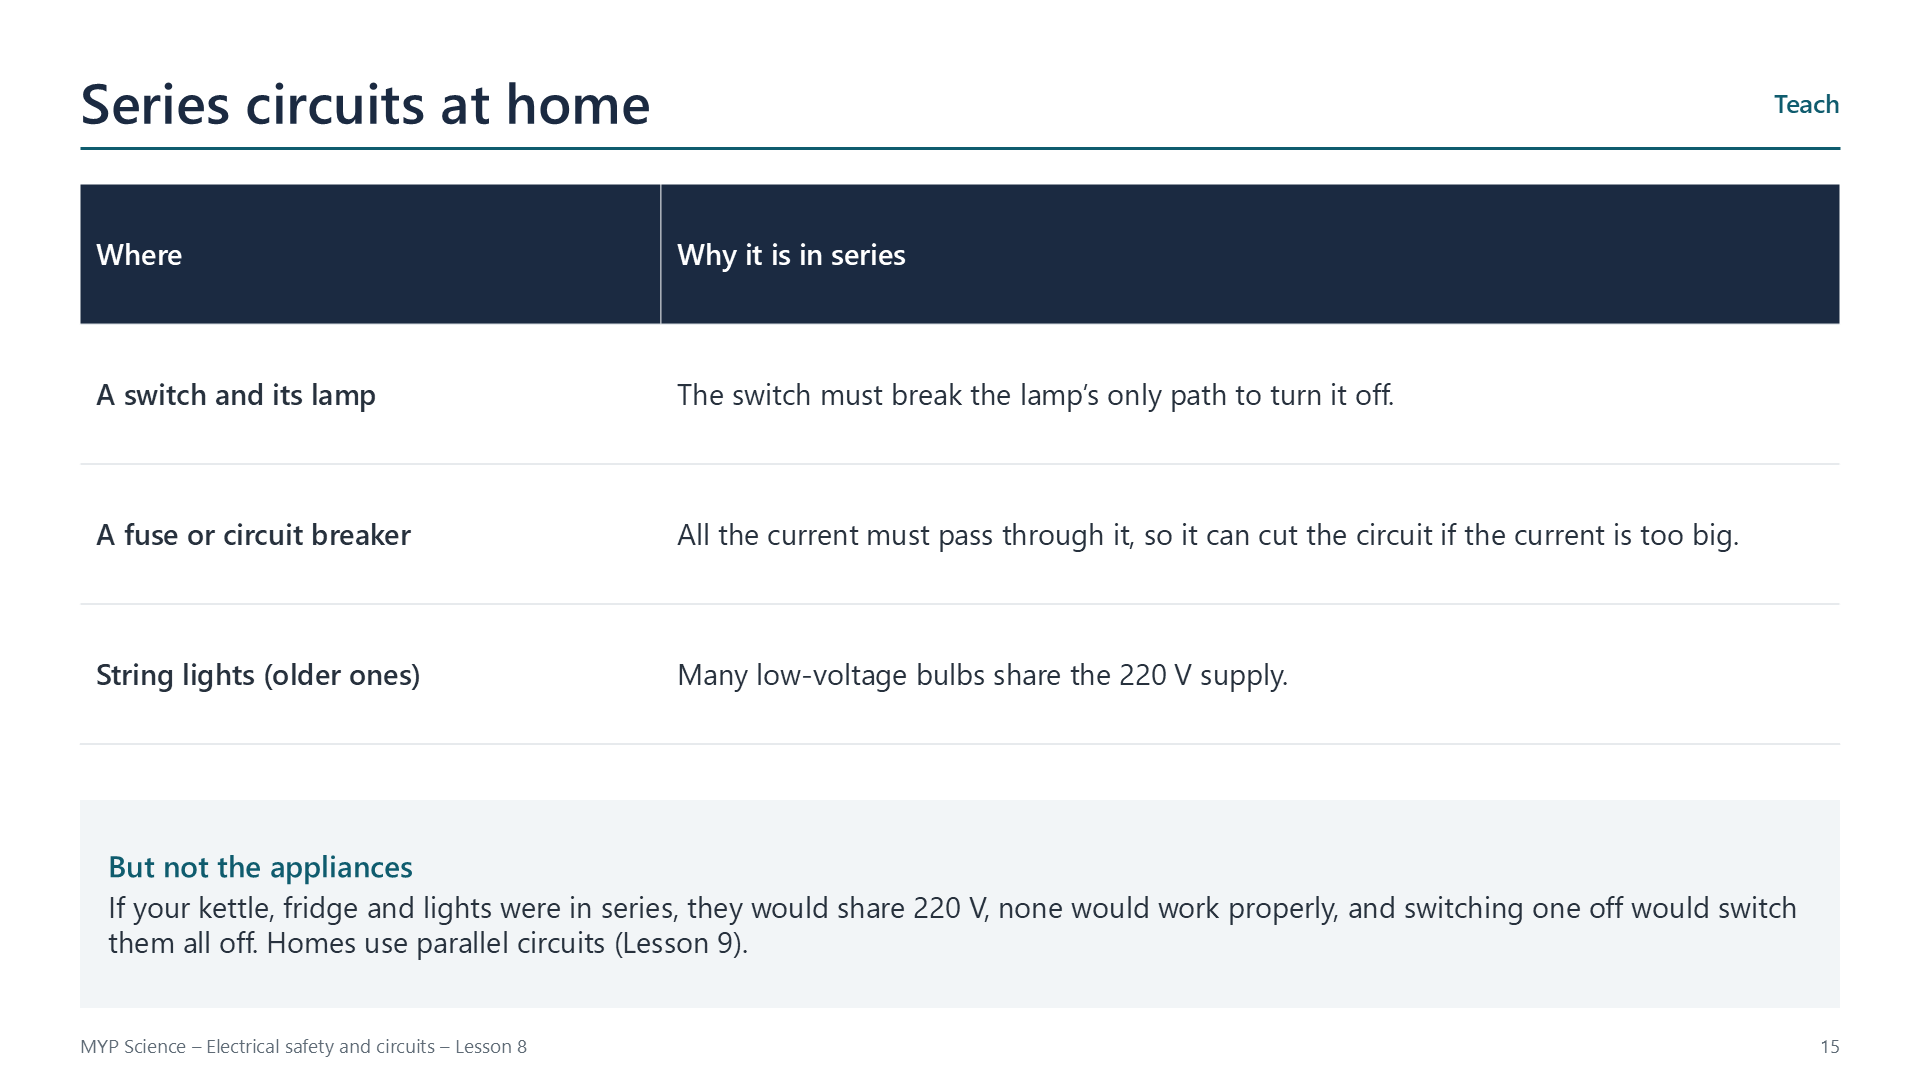 Series circuits at home
Teach
Where
Why it is in series
A switch and its lamp
The switch must break the lamp’s only path to turn it off.
A fuse or circuit breaker
All the current must pass through it, so it can cut the circuit if the current is too big.
String lights (older ones)
Many low-voltage bulbs share the 220 V supply.
But not the appliances
If your kettle, fridge and lights were in series, they would share 220 V, none would work properly, and switching one off would switch
them all off. Homes use parallel circuits (Lesson 9).
MYP Science – Electrical safety and circuits – Lesson 8
15